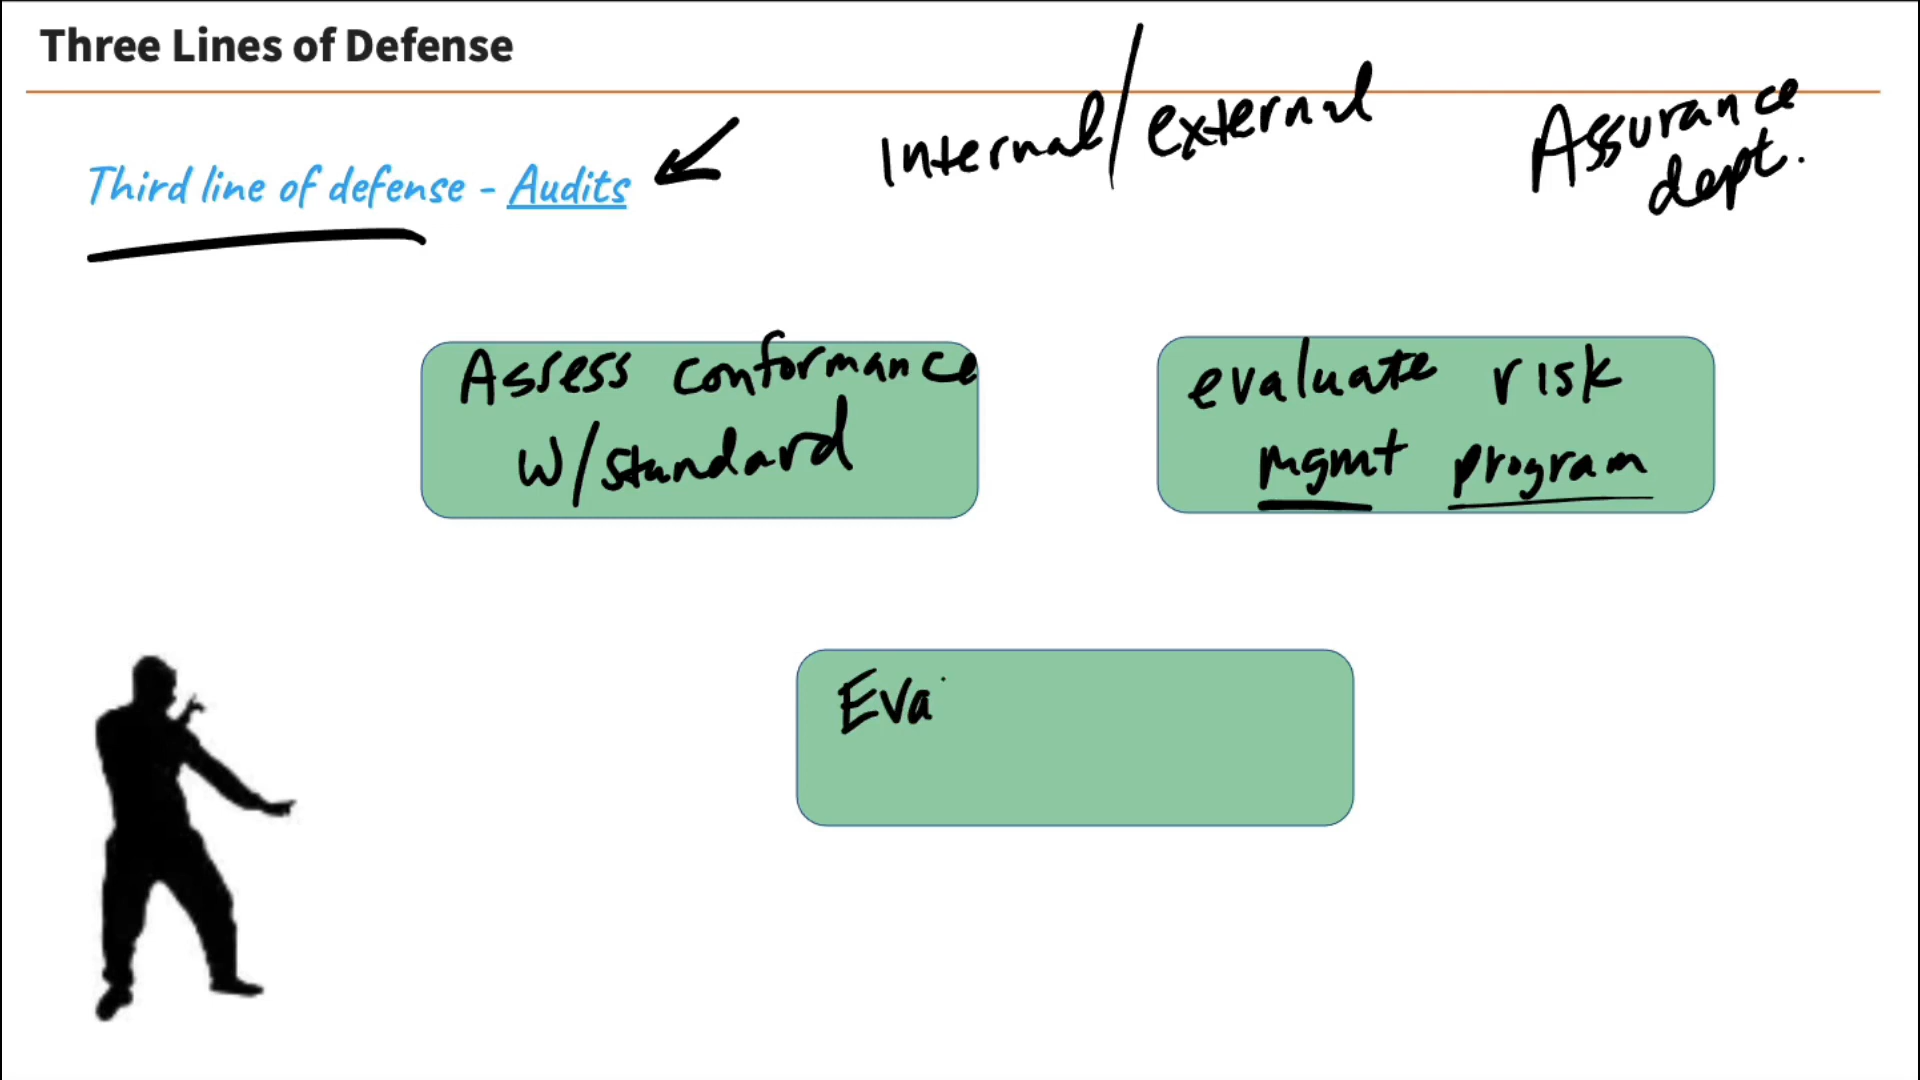 Three Lines of Defense
Internal/external
Assurance
dept.
Third line of defense - Audits
Assess conformance
w/standard
evaluate risk
mgmt program
Eva